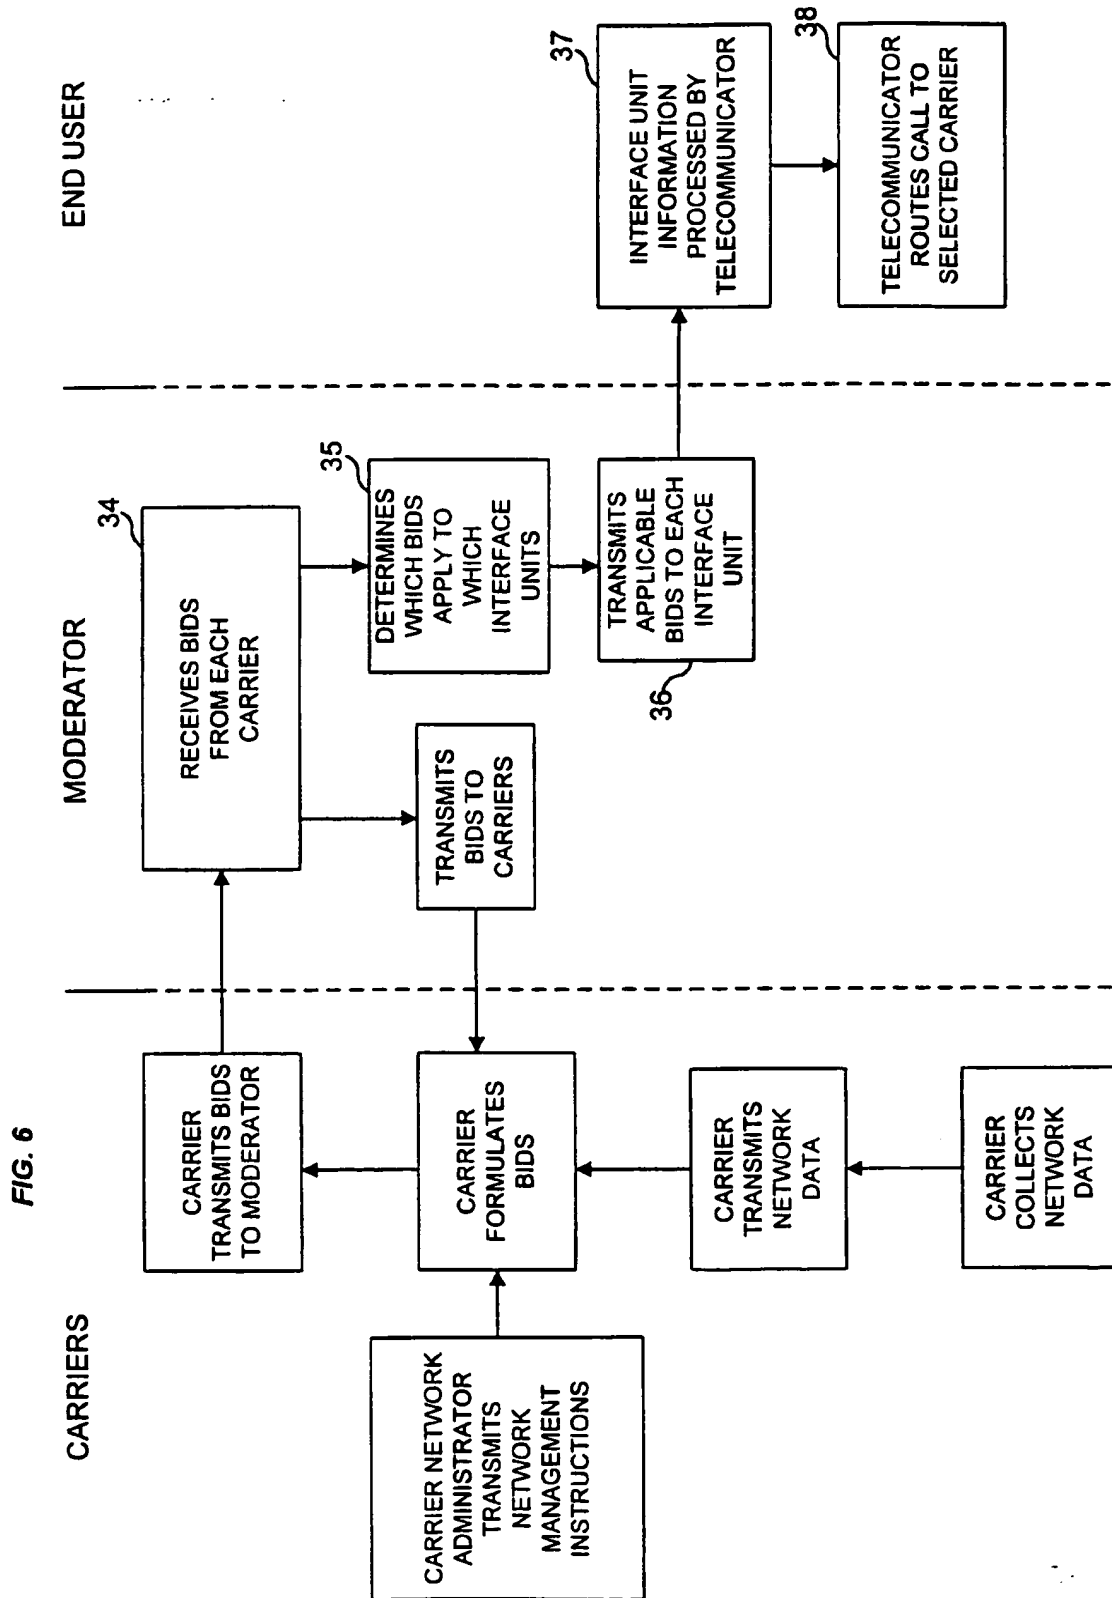 FIG. 6
CARRIERS
MODERATOR
END USER
CARRIER
TRANSMITS BIDS
TO MODERATOR
CARRIER NETWORK
ADMINISTRATOR
TRANSMITS
NETWORK
MANAGEMENT
INSTRUCTIONS
CARRIER
FORMULATES
BIDS
CARRIER
TRANSMITS
NETWORK
DATA
CARRIER
COLLECTS
NETWORK
DATA
34
RECEIVES BIDS
FROM EACH
CARRIER
TRANSMITS
BIDS TO
CARRIERS
35
DETERMINES
WHICH BIDS
APPLY TO
WHICH
INTERFACE
UNITS
36
TRANSMITS
APPLICABLE
BIDS TO EACH
INTERFACE
UNIT
37
INTERFACE UNIT
INFORMATION
PROCESSED BY
TELECOMMUNICATOR
38
TELECOMMUNICATOR
ROUTES CALL TO
SELECTED CARRIER